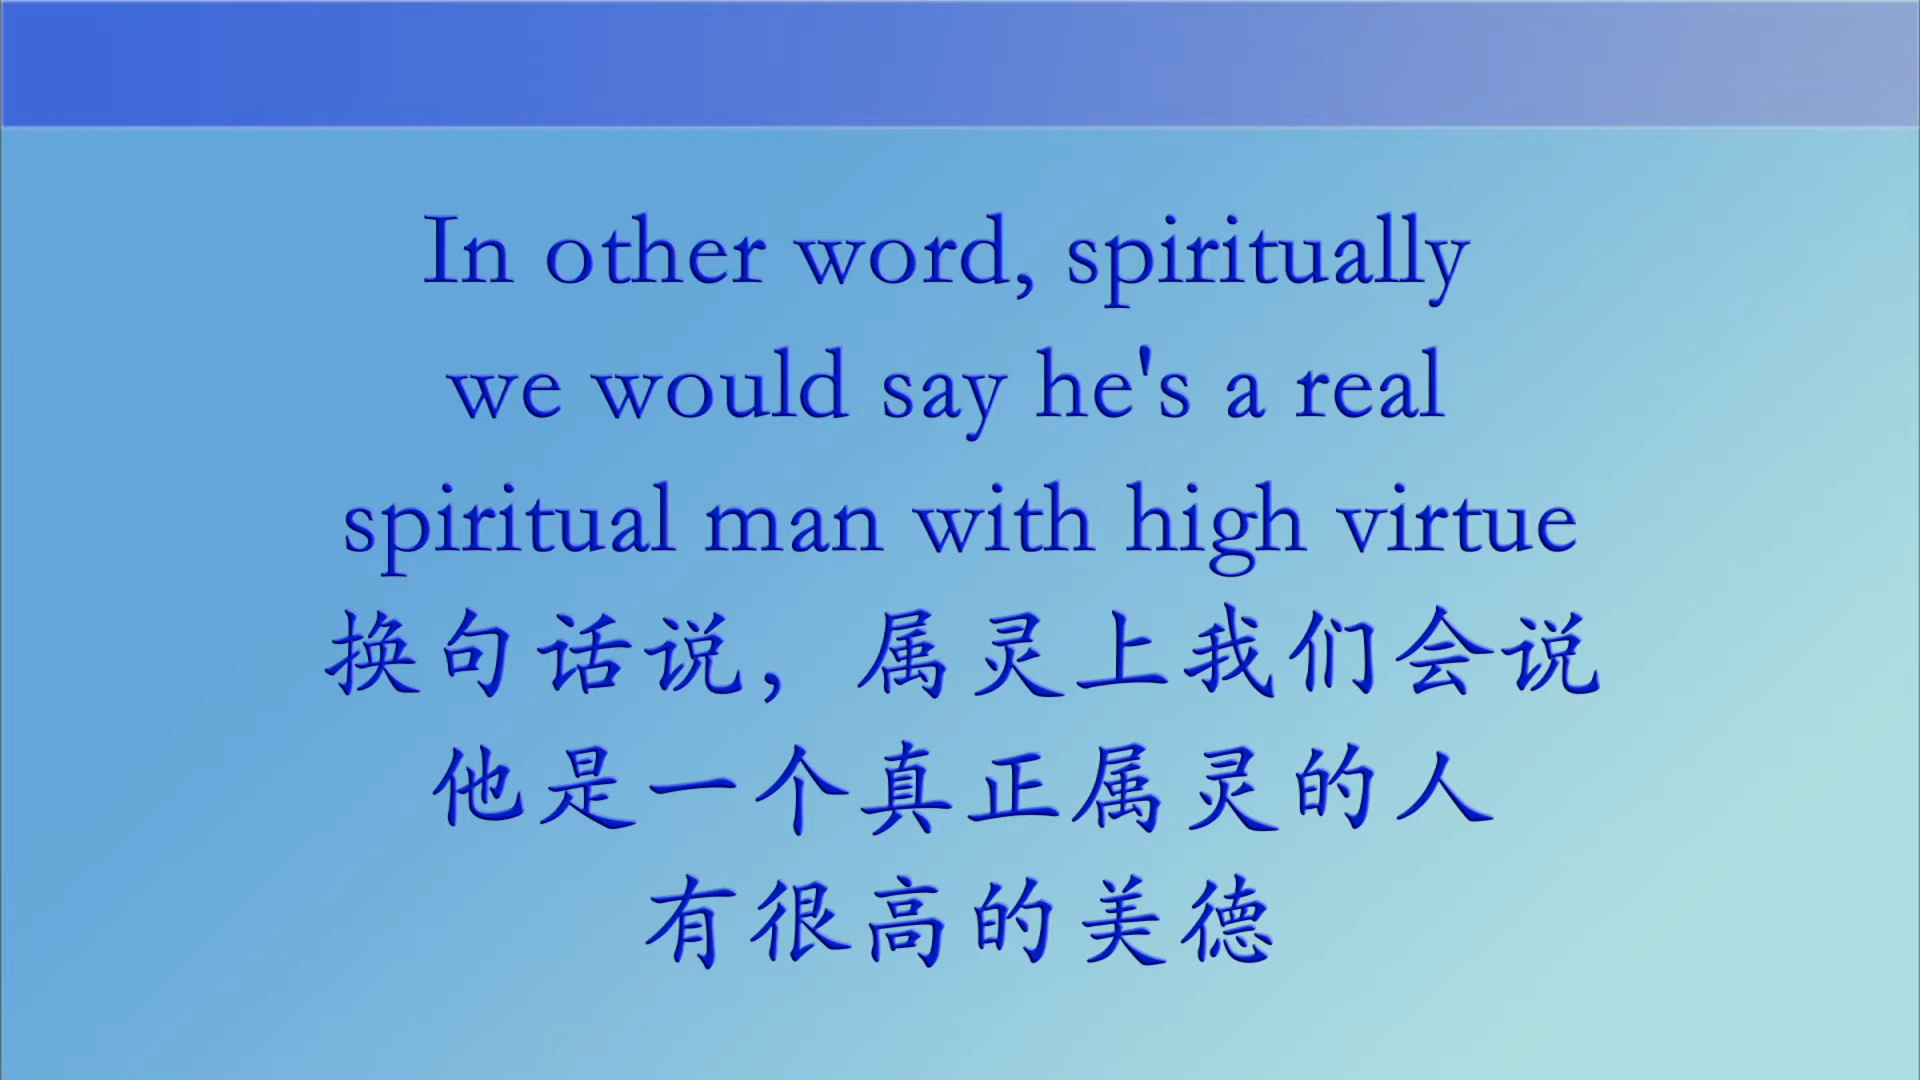 In other word, spiritually
we would say he's a real
spiritual man with high virtue
换句话说，属灵上我们会说
他是一个真正属灵的人
有很高的美德